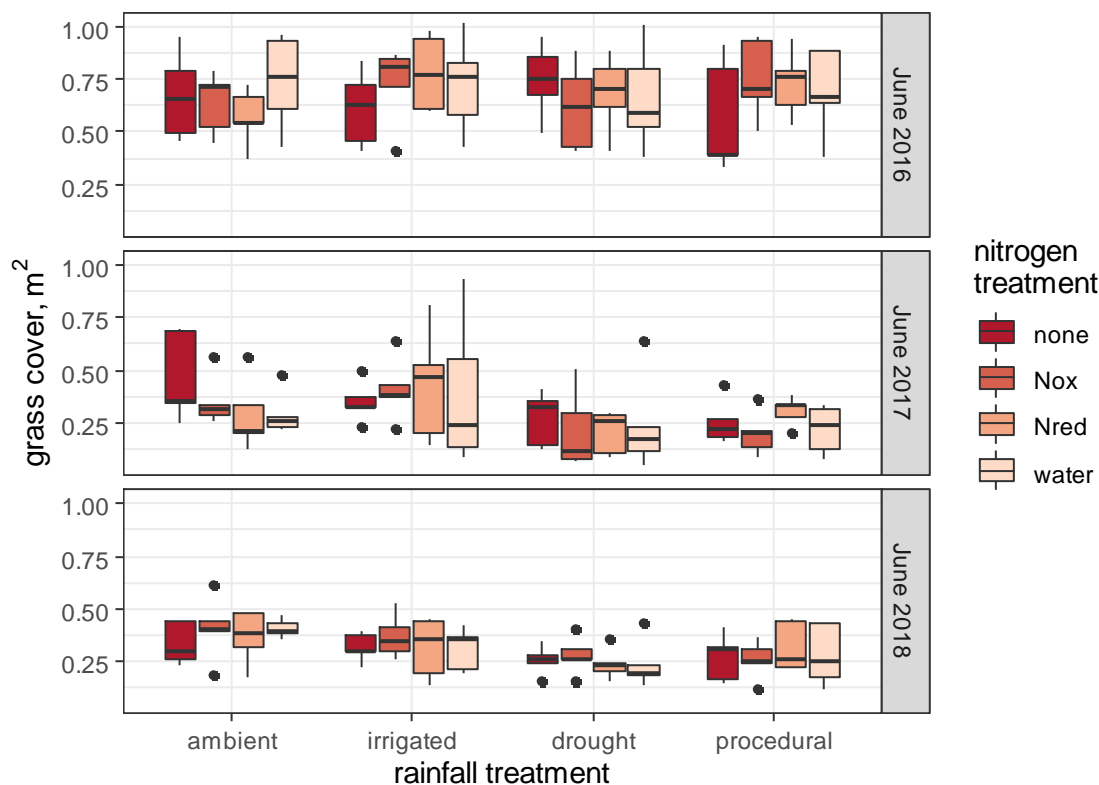 1.00
0.75
0.50
0.25
June 2016
1.00
0.75
0.50
0.25
June 2017
1.00
0.75
0.50
0.25
June 2018
grass cover, m²
ambient irrigated drought procedural
rainfall treatment
nitrogen
treatment
none
Nox
Nred
water